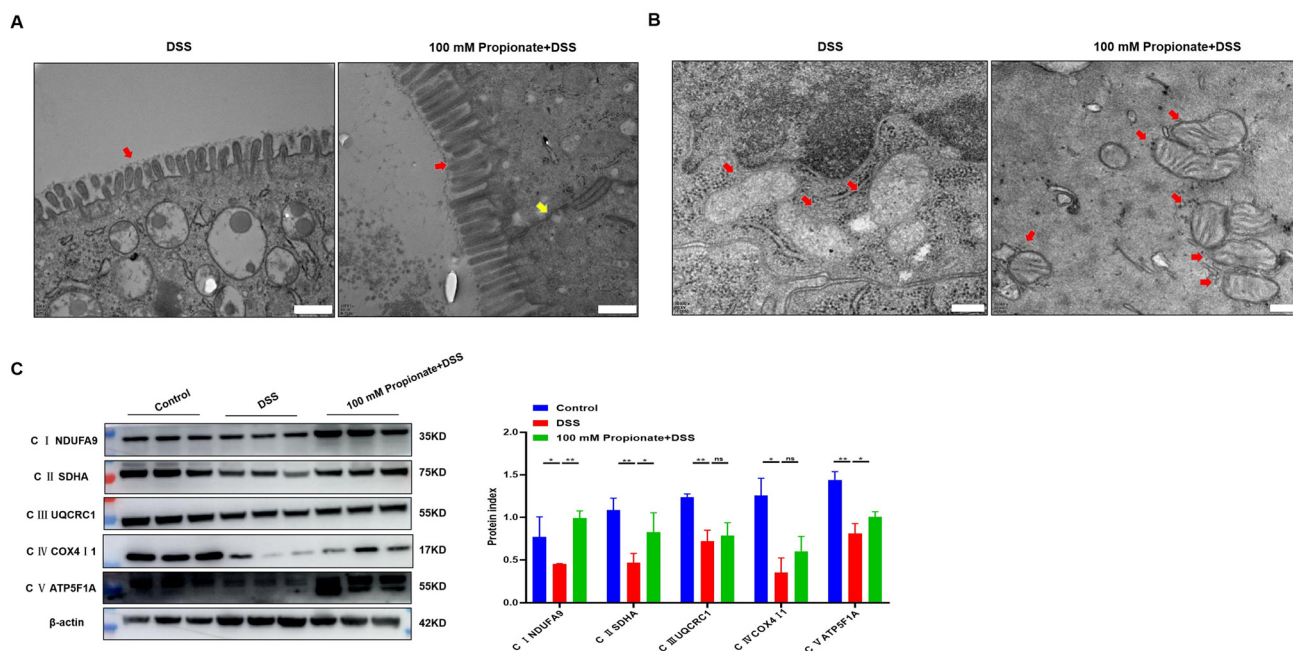 A
DSS
100 mM Propionate+DSS
B
DSS
100 mM Propionate+DSS
C
Control
DSS
100 mM Propionate+DSS
C Ⅰ NDUFA9
35KD
C Ⅱ SDHA
75KD
C Ⅲ UQCRC1
55KD
C Ⅳ COX4 Ⅰ 1
17KD
C Ⅴ ATP5F1A
55KD
β-actin
42KD
Control
DSS
100 mM Propionate+DSS
Protein index
2.0
1.5
1.0
0.5
0.0
* **
** *
** ns
* ns
** *
C Ⅰ NDUFA9
C Ⅱ SDHA
C Ⅲ UQCRC1
C Ⅳ COX4 Ⅰ1
C Ⅴ ATP5F1A